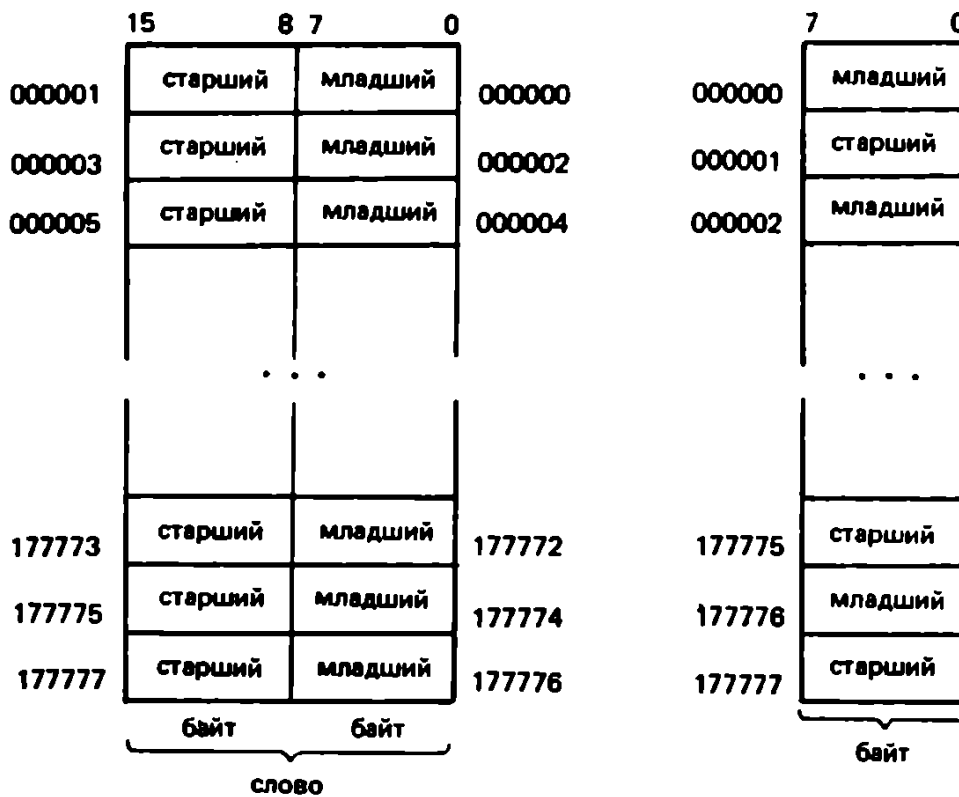 15 8 7 0
000001 старший младший 000000
000003 старший младший 000002
000005 старший младший 000004
. . .
177773 старший младший 177772
177775 старший младший 177774
177777 старший младший 177776
байт байт
слово
7 0
000000 младший
000001 старший
000002 младший
. . .
177775 старший
177776 младший
177777 старший
байт